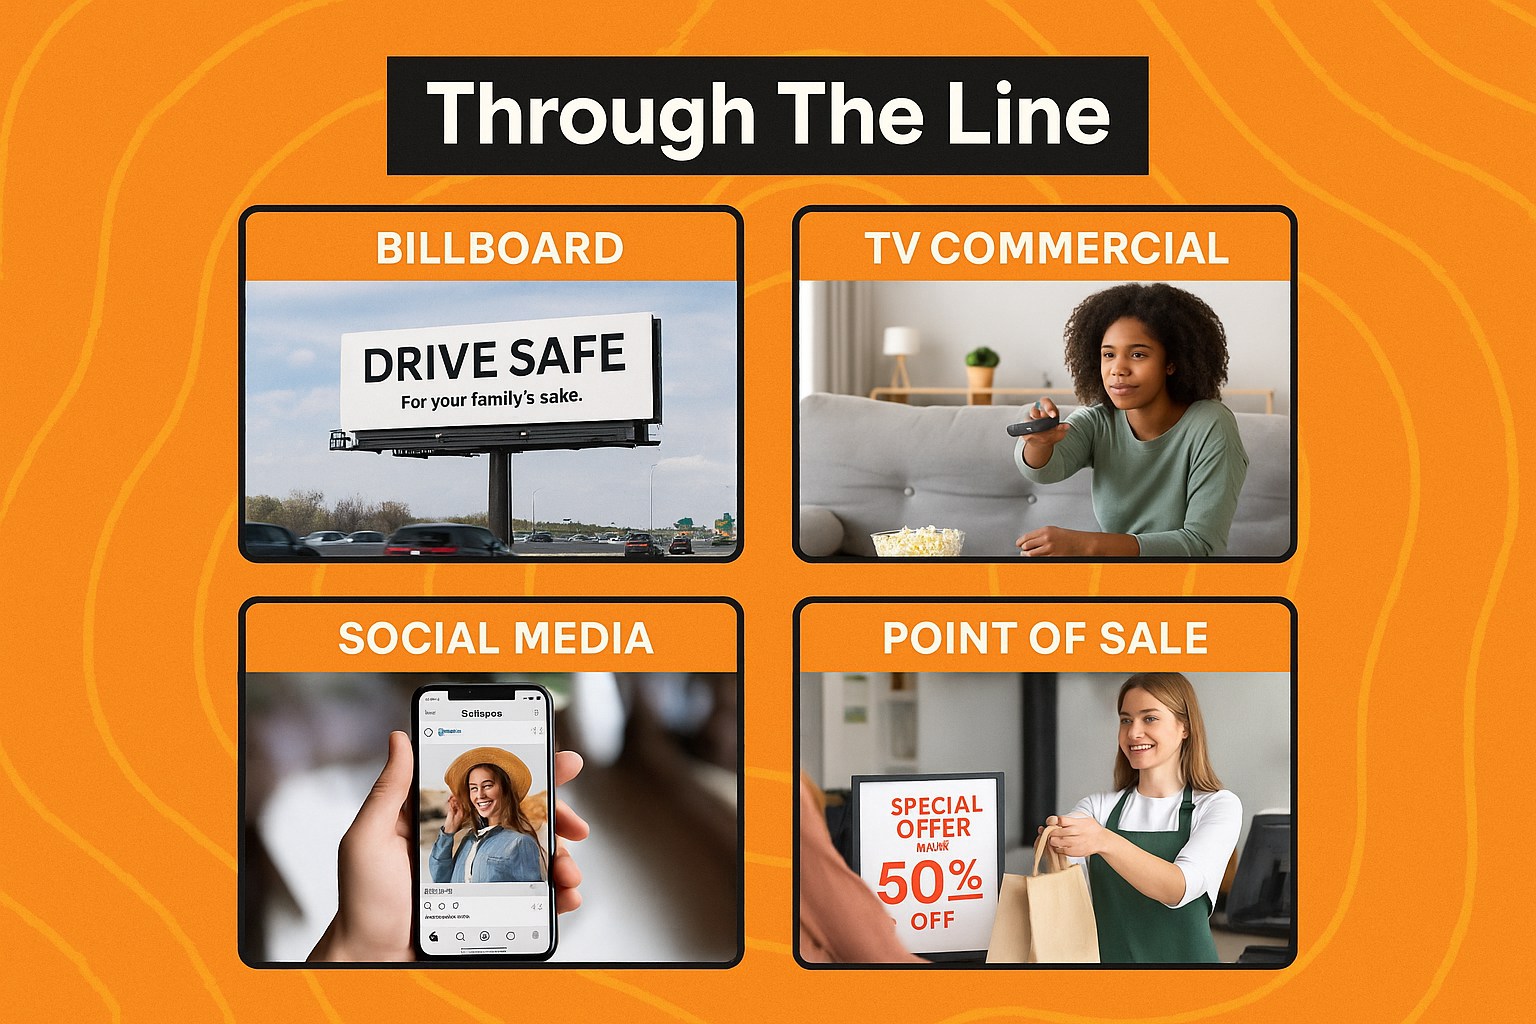 Through The Line
BILLBOARD
TV COMMERCIAL
DRIVE SAFE
For your family's sake.
SOCIAL MEDIA
POINT OF SALE
Sofispos
SPECIAL
OFFER
50%
OFF